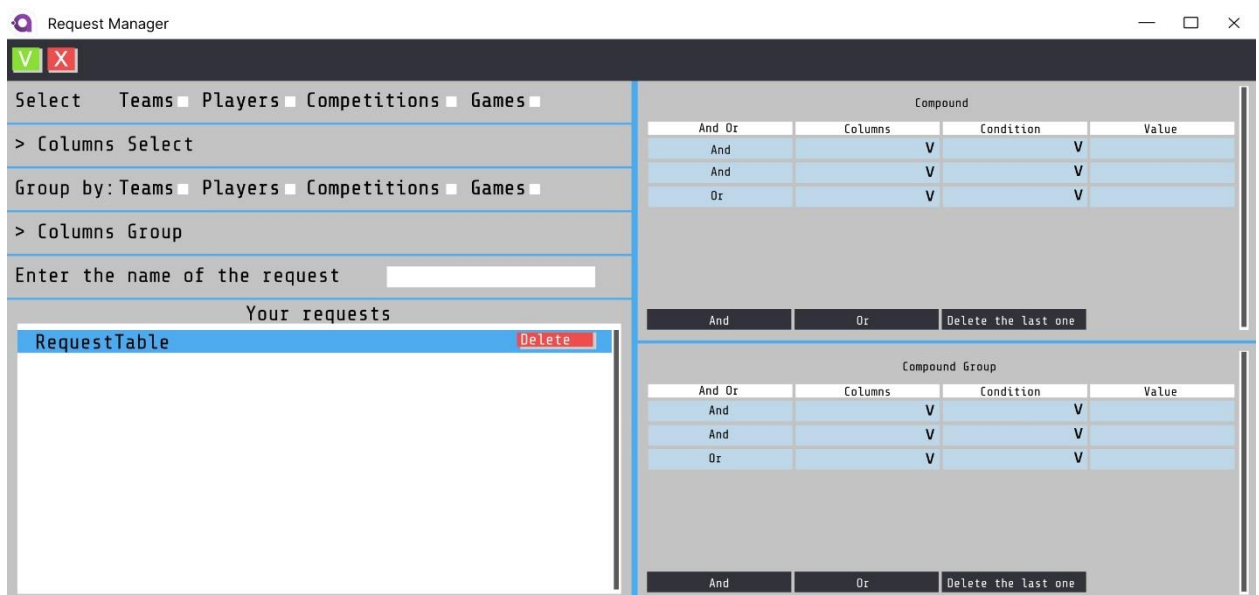 Request Manager
V X
Select Teams Players Competitions Games
> Columns Select
Group by: Teams Players Competitions Games
> Columns Group
Enter the name of the request
Your requests
RequestTable Delete
Compound
And Or Columns Condition Value
And V V
And V V
Or V V
And Or Delete the last one
Compound Group
And Or Columns Condition Value
And V V
And V V
Or V V
And Or Delete the last one